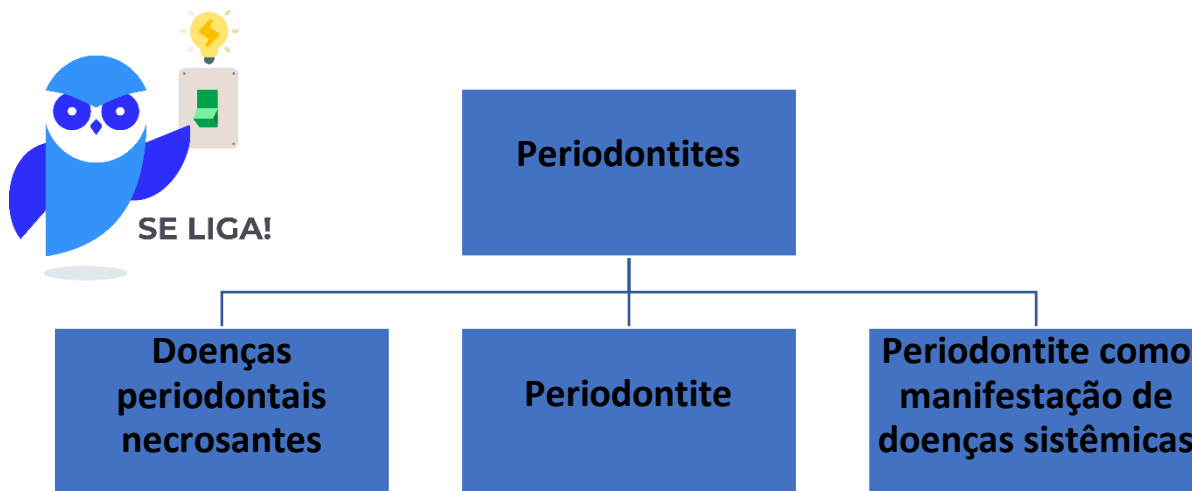 SE LIGA!
Periodontites
Doenças
periodontais
necrosantes
Periodontite
Periodontite como
manifestação de
doenças sistêmicas